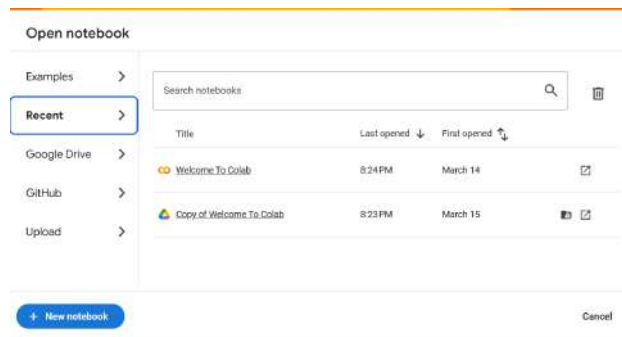 Open notebook
Examples
Recent
Google Drive
GitHub
Upload
Search notebooks
Title Last opened First opened
Welcome To Colab 8:24 PM March 14
Copy of Welcome To Colab 8:23 PM March 15
+ New notebook
Cancel